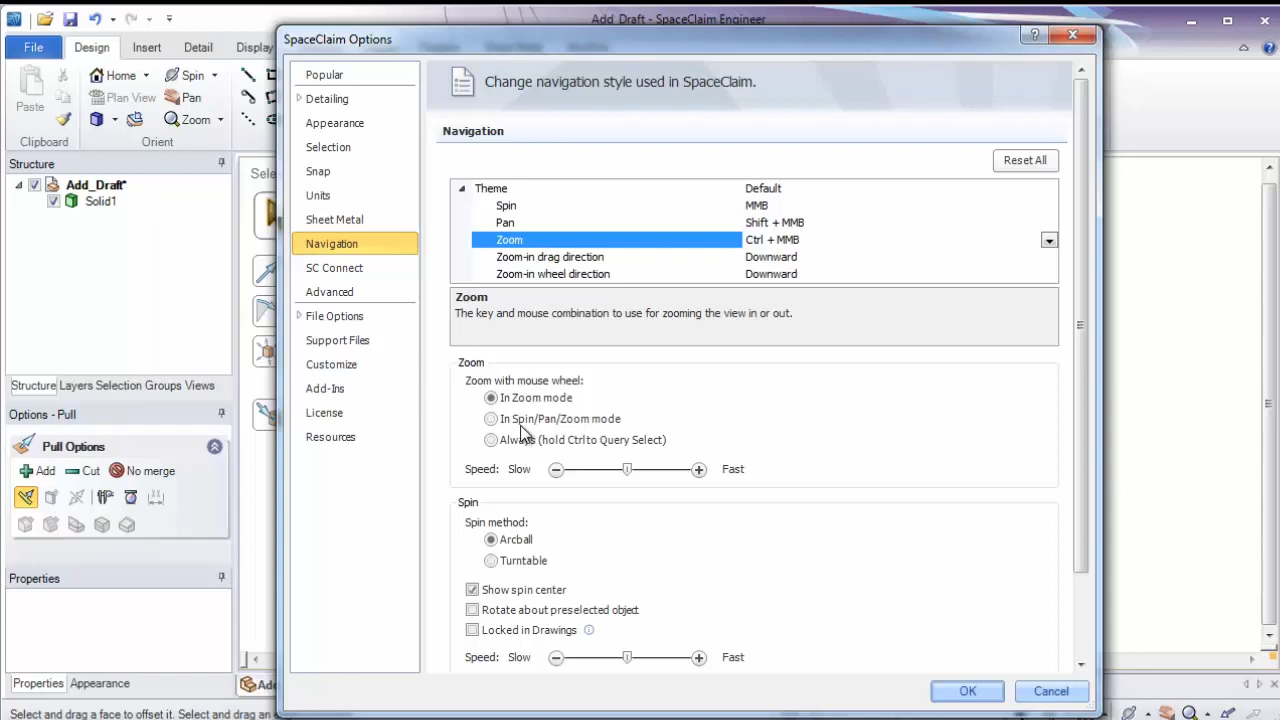 Add_Draft - SpaceClaim Engineer
SpaceClaim Options
File Design Insert Detail Display
Paste
Home Spin
Plan View Pan
Zoom
Clipboard Orient
Structure
Add_Draft*
Solid1
Structure Layers Selection Groups Views
Options - Pull
Pull Options
Add Cut No merge
Properties
Properties Appearance
Select and drag a face to offset it. Select and drag an
Popular
Detailing
Appearance
Selection
Snap
Units
Sheet Metal
Navigation
SC Connect
Advanced
File Options
Support Files
Customize
Add-Ins
License
Resources
Change navigation style used in SpaceClaim.
Navigation
Reset All
Theme Default
Spin MMB
Pan Shift + MMB
Zoom Ctrl + MMB
Zoom-in drag direction Downward
Zoom-in wheel direction Downward
Zoom
The key and mouse combination to use for zooming the view in or out.
Zoom
Zoom with mouse wheel:
In Zoom mode
In Spin/Pan/Zoom mode
Always (hold Ctrl to Query Select)
Speed: Slow Fast
Spin
Spin method:
Arcball
Turntable
Show spin center
Rotate about preselected object
Locked in Drawings
Speed: Slow Fast
OK Cancel